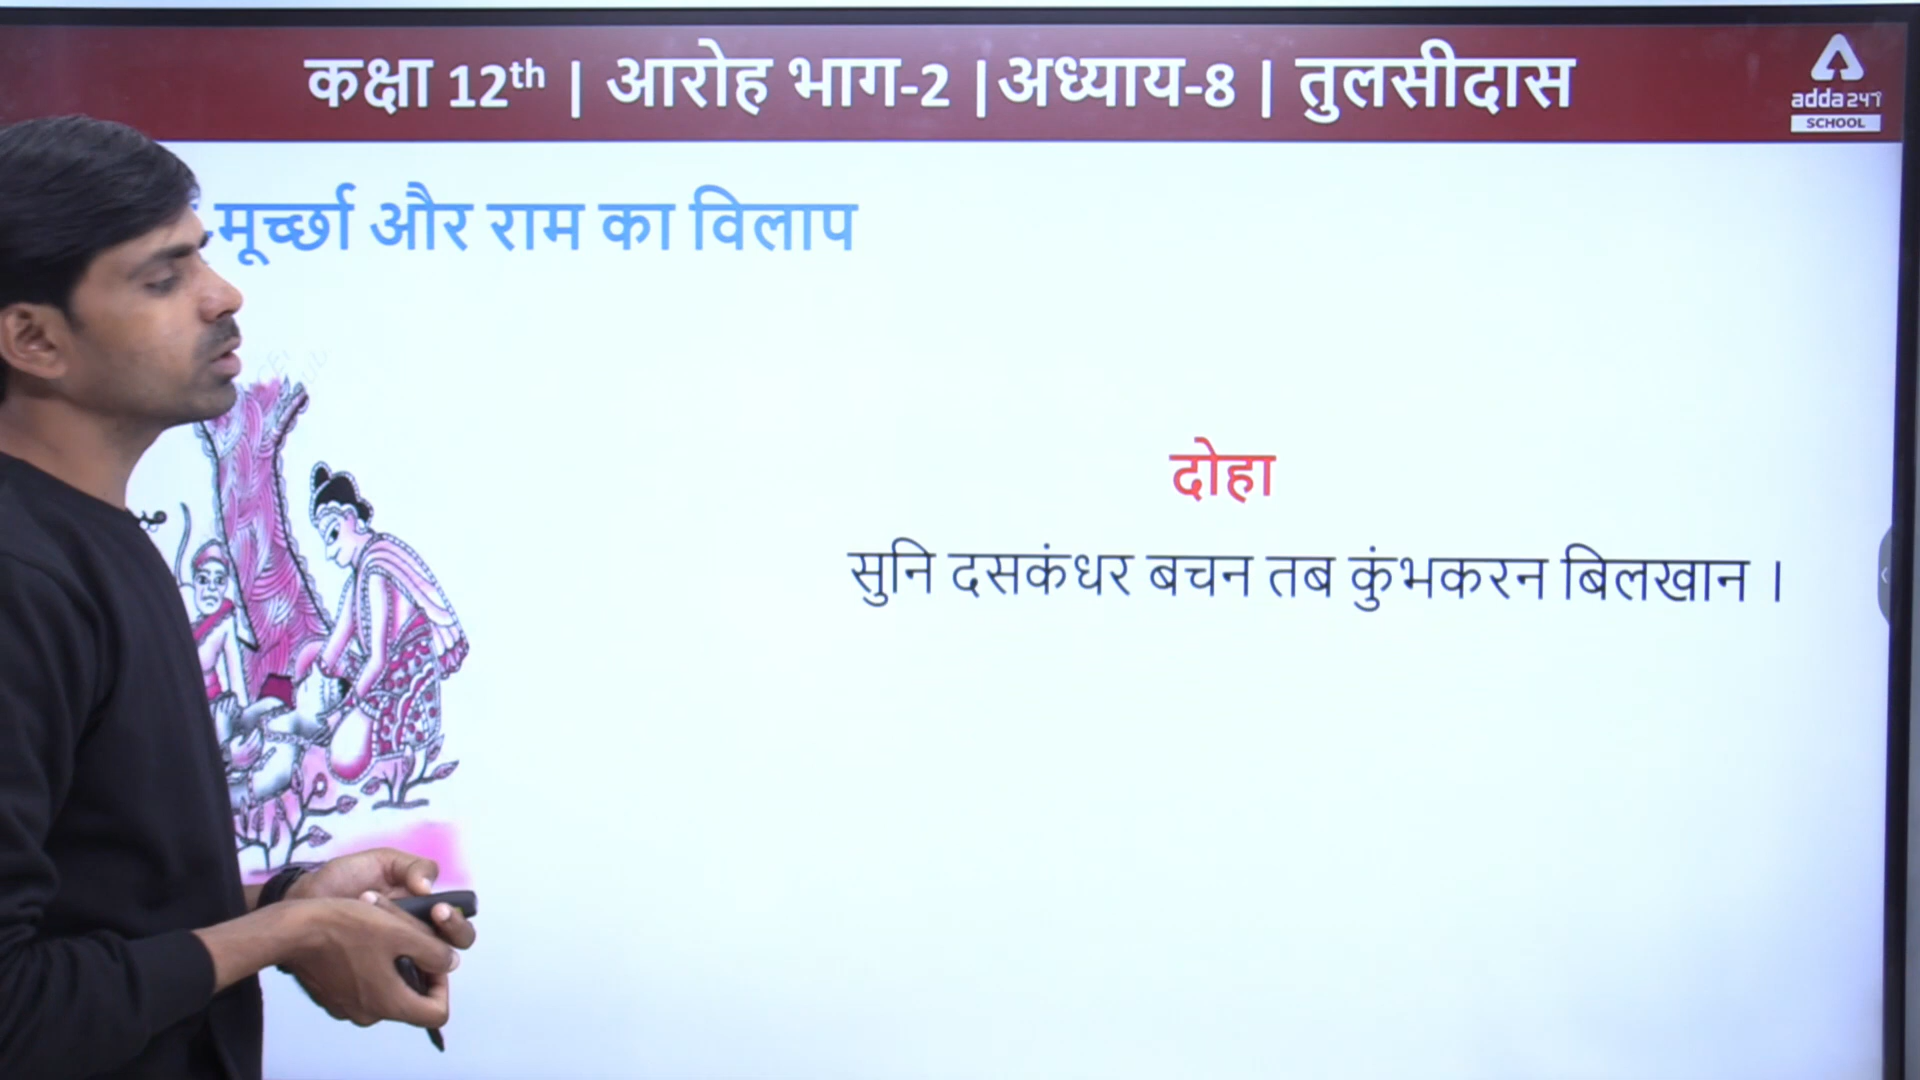 कक्षा 12th | आरोह भाग-2 |अध्याय-8 | तुलसीदास
adda247
SCHOOL
-मूर्च्छा और राम का विलाप
दोहा
सुनि दसकंधर बचन तब कुंभकरन बिलखान ।